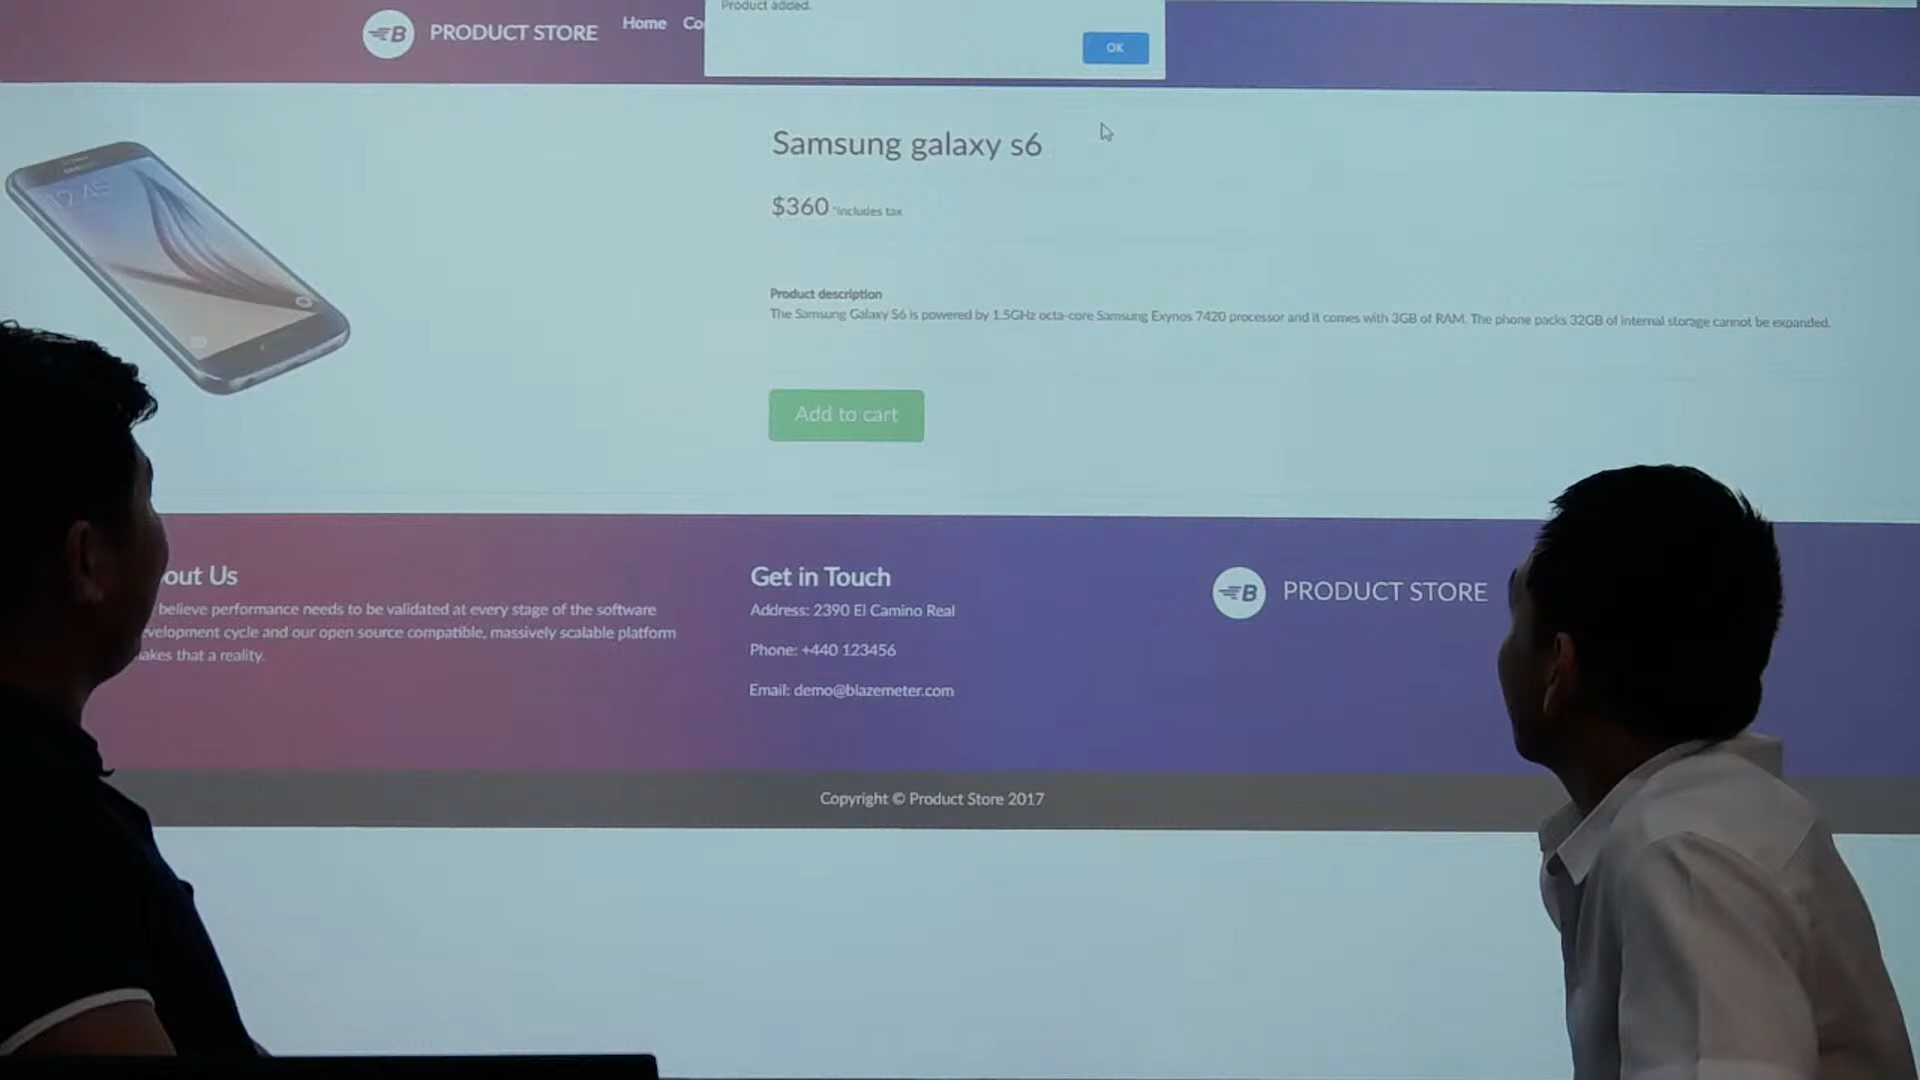 Product added.
OK
B PRODUCT STORE Home Co
Samsung galaxy s6
$360 *includes tax
Product description
The Samsung Galaxy S6 is powered by 1.5GHz octa-core Samsung Exynos 7420 processor and it comes with 3GB of RAM. The phone packs 32GB of internal storage cannot be expanded.
Add to cart
out Us
believe performance needs to be validated at every stage of the software
velopment cycle and our open source compatible, massively scalable platform
akes that a reality.
Get in Touch
Address: 2390 El Camino Real
Phone: +440 123456
Email: demo@blazemeter.com
B PRODUCT STORE
Copyright © Product Store 2017